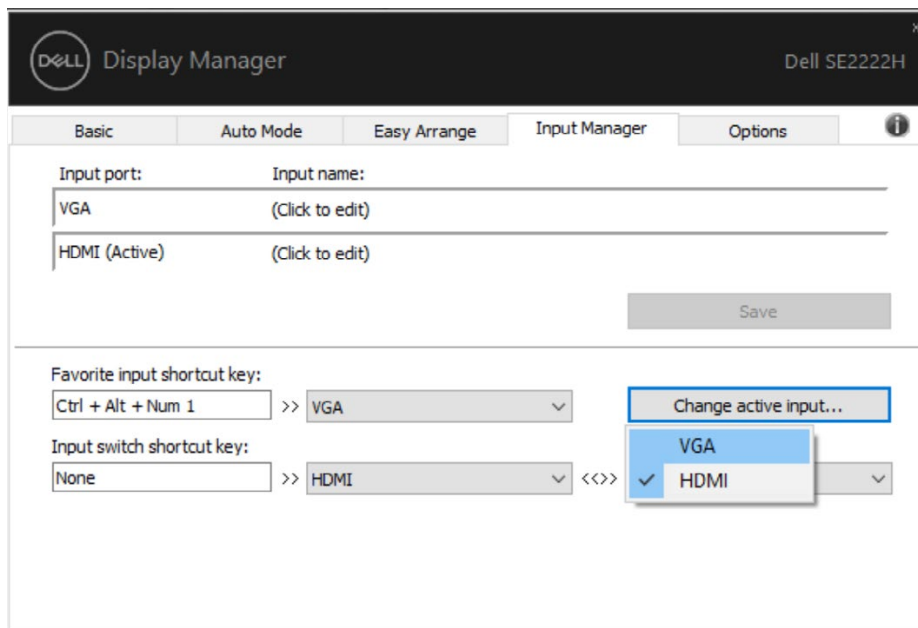 DELL Display Manager Dell SE2222H
Basic Auto Mode Easy Arrange Input Manager Options
Input port: Input name:
VGA (Click to edit)
HDMI (Active) (Click to edit)
Save
Favorite input shortcut key:
Ctrl + Alt + Num 1 >> VGA Change active input...
Input switch shortcut key:
None >> HDMI <<>>
VGA
HDMI